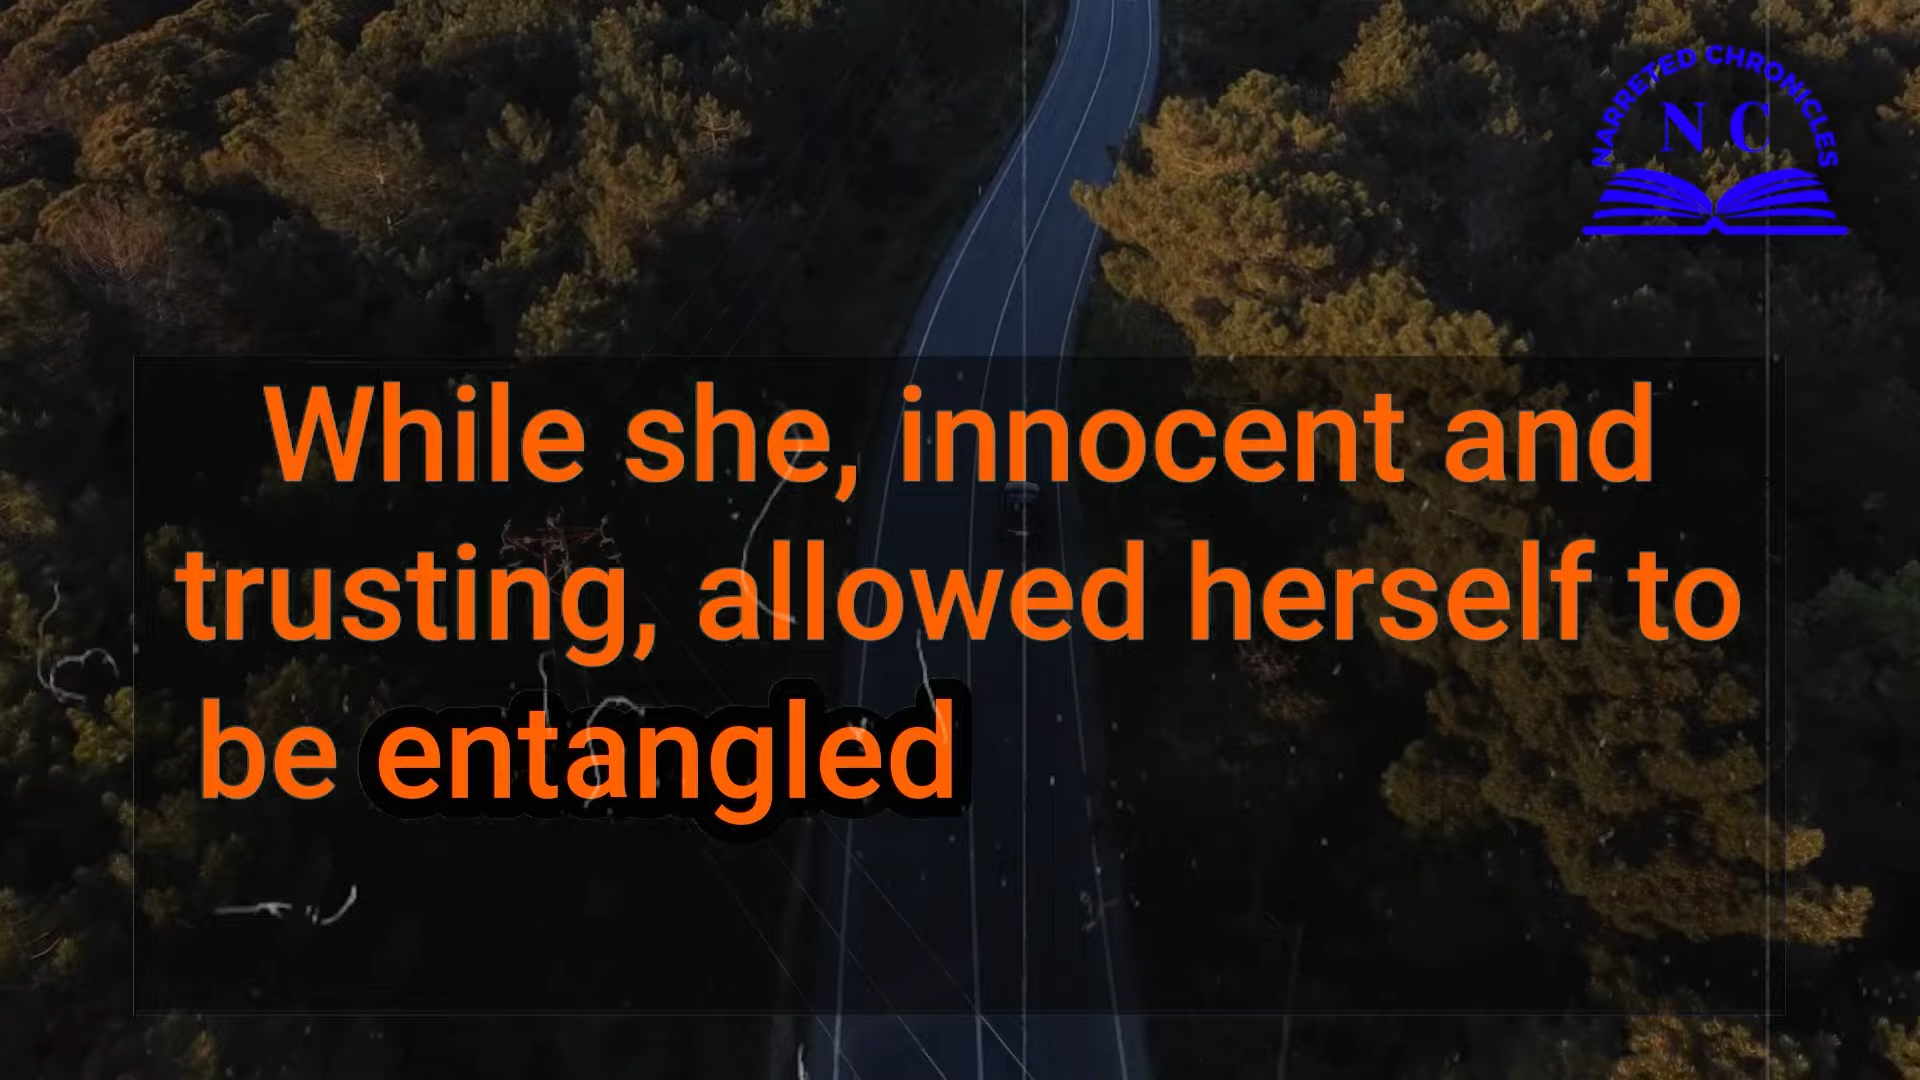 NARRETED CHRONICLES
N C
While she, innocent and
trusting, allowed herself to
be entangled